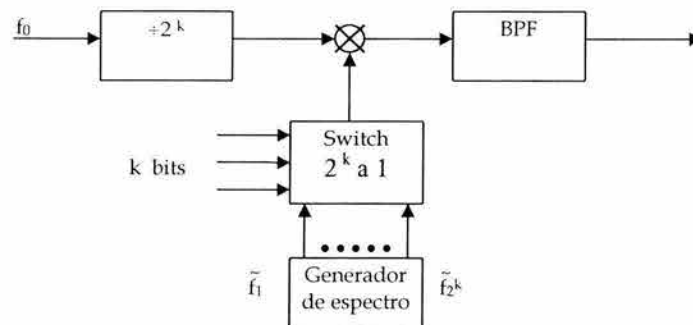 f₀
÷2ᵏ
BPF
Switch
2ᵏ a 1
k bits
f̃₁
Generador
de espectro
f̃₂ᵏ